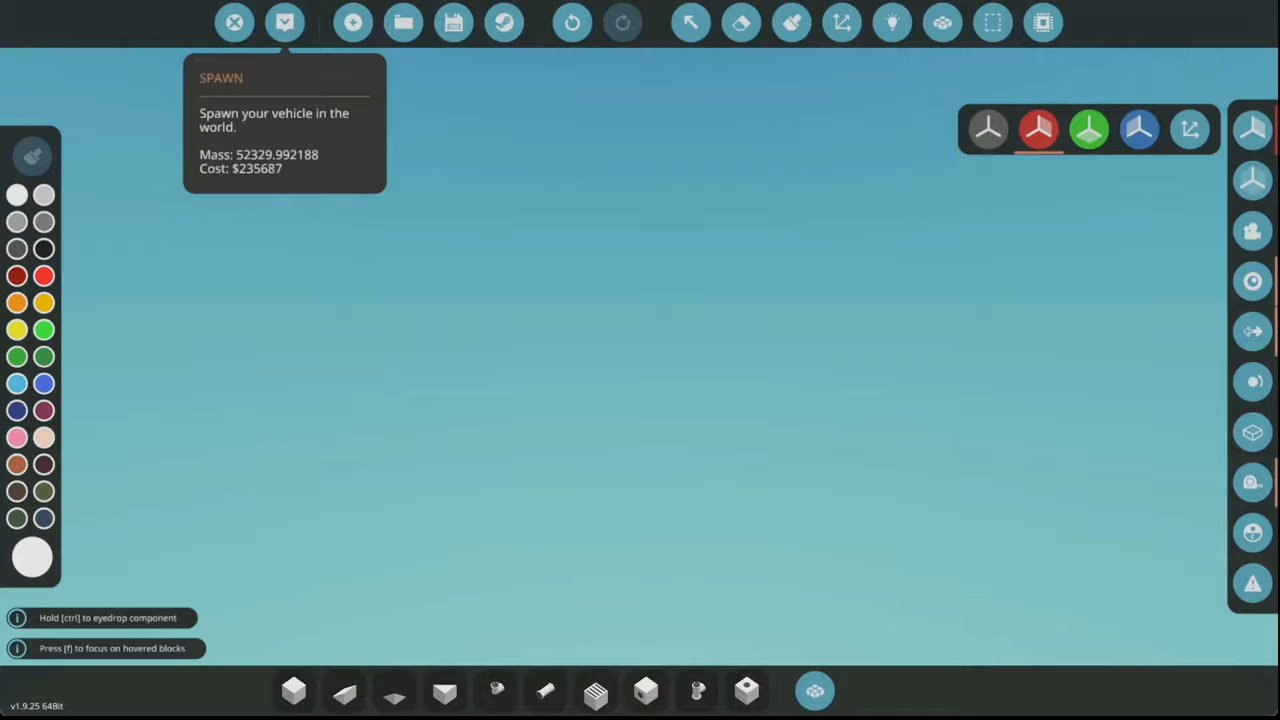 SPAWN
Spawn your vehicle in the
world.
Mass: 52329.992188
Cost: $235687
Hold [ctrl] to eyedrop component
Press [f] to focus on hovered blocks
v1.9.25 64Bit